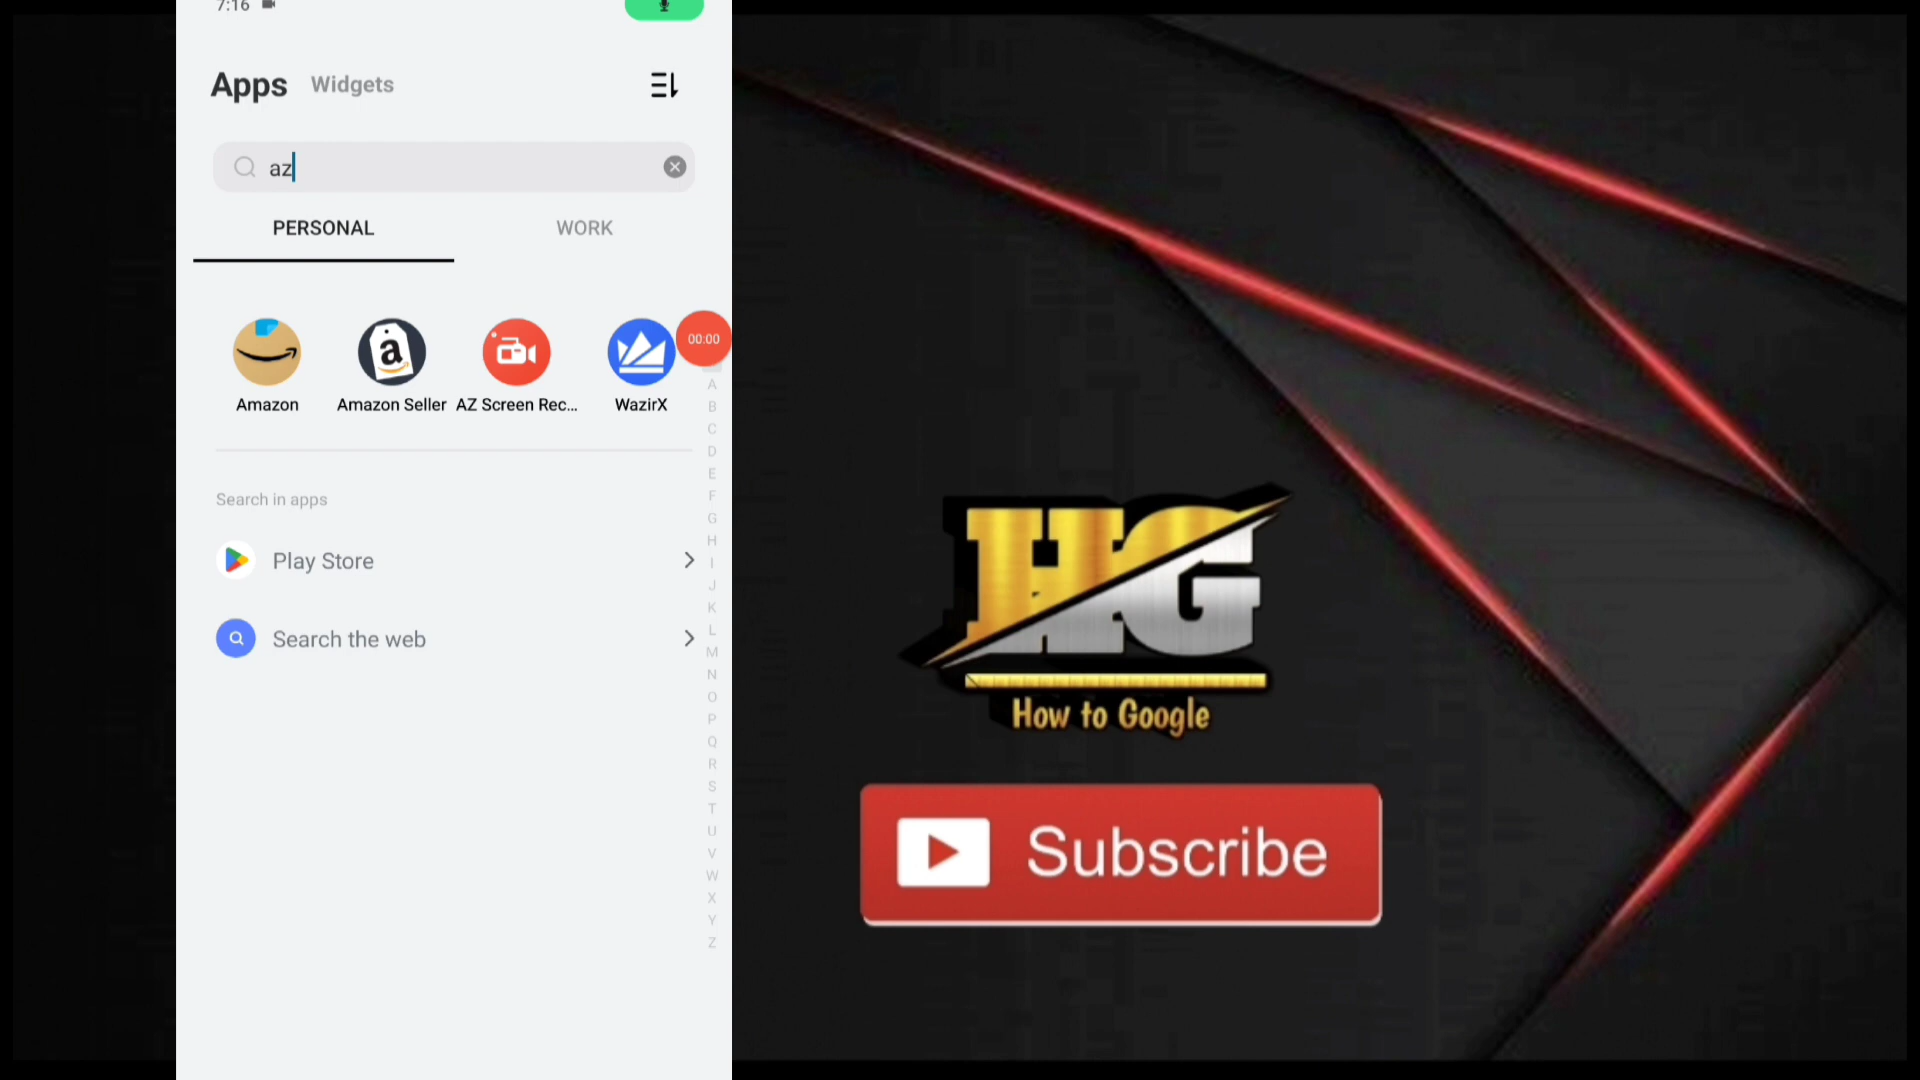 7:16
Apps Widgets
az
PERSONAL WORK
Amazon Amazon Seller AZ Screen Rec... WazirX
00:00
Search in apps
Play Store
Search the web
A
B
C
D
E
F
G
H
I
J
K
L
M
N
O
P
Q
R
S
T
U
V
W
X
Y
Z
HG
How to Google
Subscribe